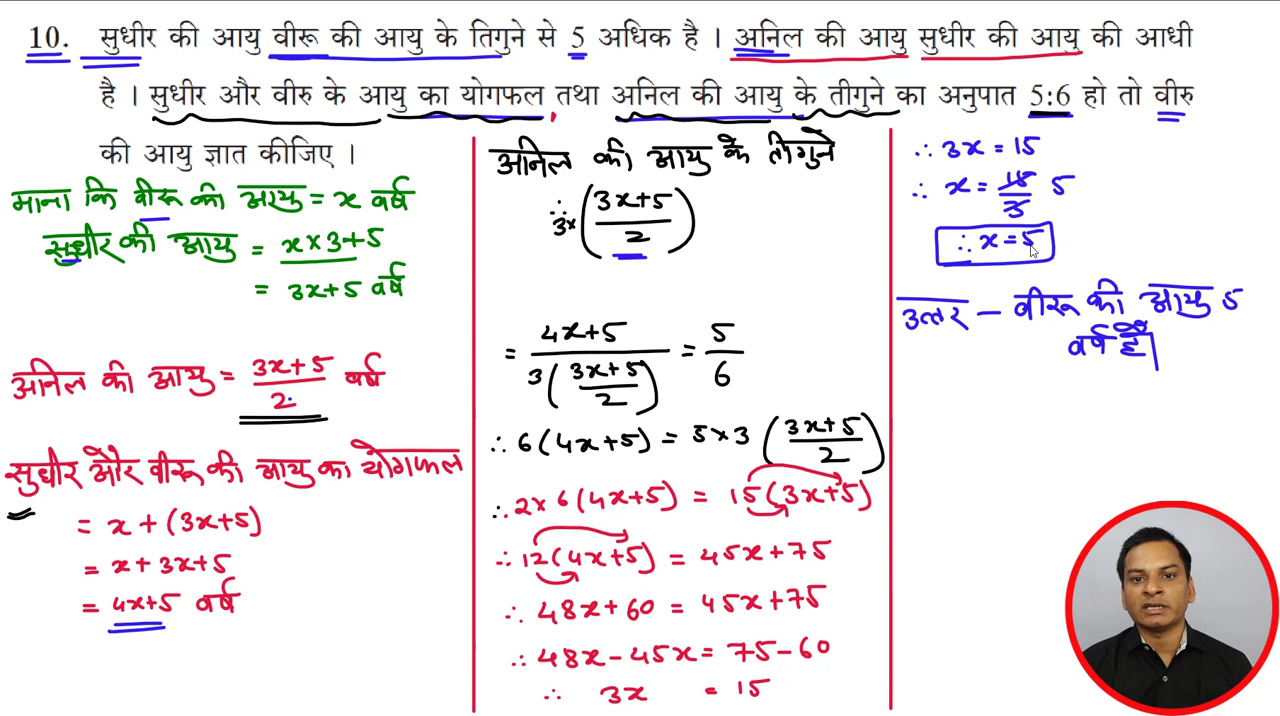 10. सुधीर की आयु वीरू की आयु के तिगुने से 5 अधिक है । अनिल की आयु सुधीर की आयु की आधी
है । सुधीर और वीरु के आयु का योगफल तथा अनिल की आयु के तीगुने का अनुपात 5:6 हो तो वीरु
की आयु ज्ञात कीजिए ।
माना कि वीरू की आयु = x वर्ष
सुधीर की आयु = x × 3 + 5
= 3x+5 वर्ष
अनिल की आयु = (3x+5)/2 वर्ष
सुधीर और वीरू की आयु का योगफल
= x + (3x+5)
= x + 3x + 5
= 4x+5 वर्ष
अनिल की आयु के तीगुने
∴ 3× ((3x+5)/2)
= (4x+5)/(3((3x+5)/2)) = 5/6
∴ 6(4x+5) = 5×3 ((3x+5)/2)
∴ 2×6(4x+5) = 15(3x+5)
∴ 12(4x+5) = 45x+75
∴ 48x+60 = 45x+75
∴ 48x-45x = 75-60
∴ 3x = 15
∴ 3x = 15
∴ x = 15/3 5
∴ x = 5
उत्तर - वीरू की आयु 5
वर्ष है|